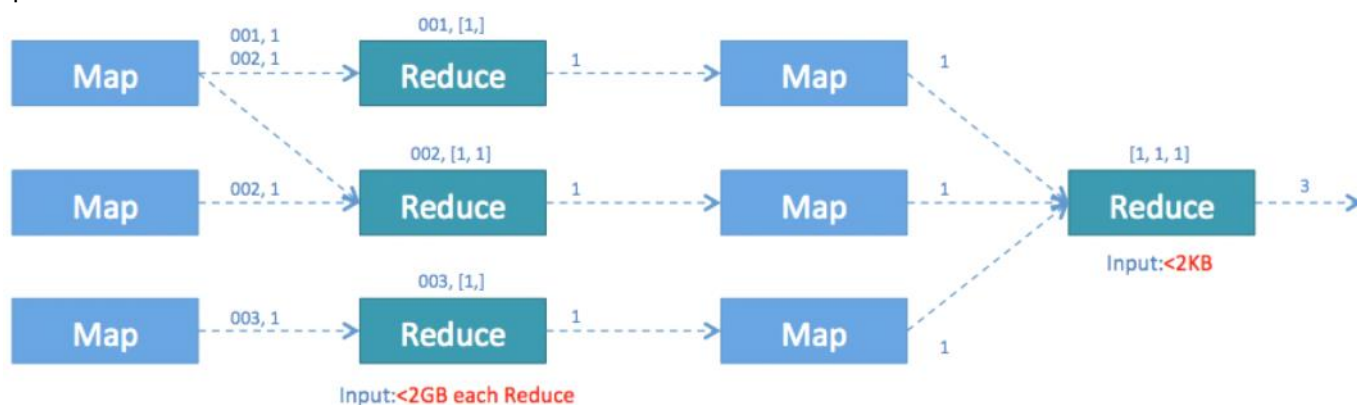 001, 1
002, 1
001, [1,]
Map
Reduce
1
Map
1
002, [1, 1]
[1, 1, 1]
Map
002, 1
Reduce
1
Map
1
Reduce
3
Input:<2KB
003, [1,]
Map
003, 1
Reduce
1
Map
1
Input:<2GB each Reduce